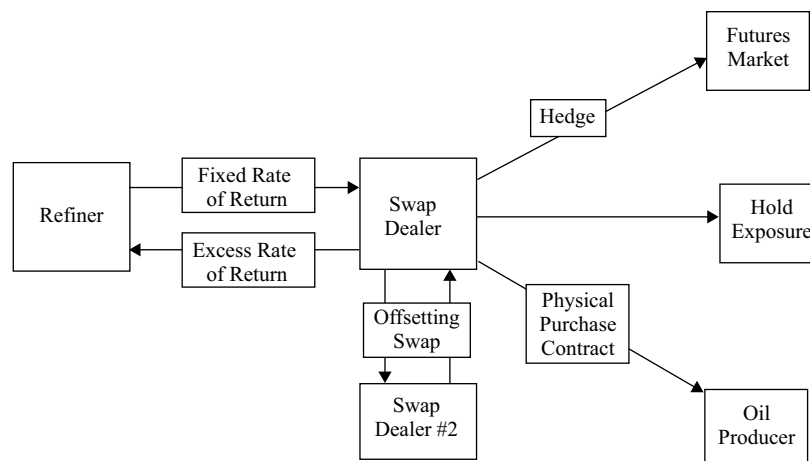 Futures
Market
Hedge
Fixed Rate
of Return
Refiner
Swap
Dealer
Hold
Exposure
Excess Rate
of Return
Physical
Purchase
Contract
Offsetting
Swap
Swap
Dealer #2
Oil
Producer